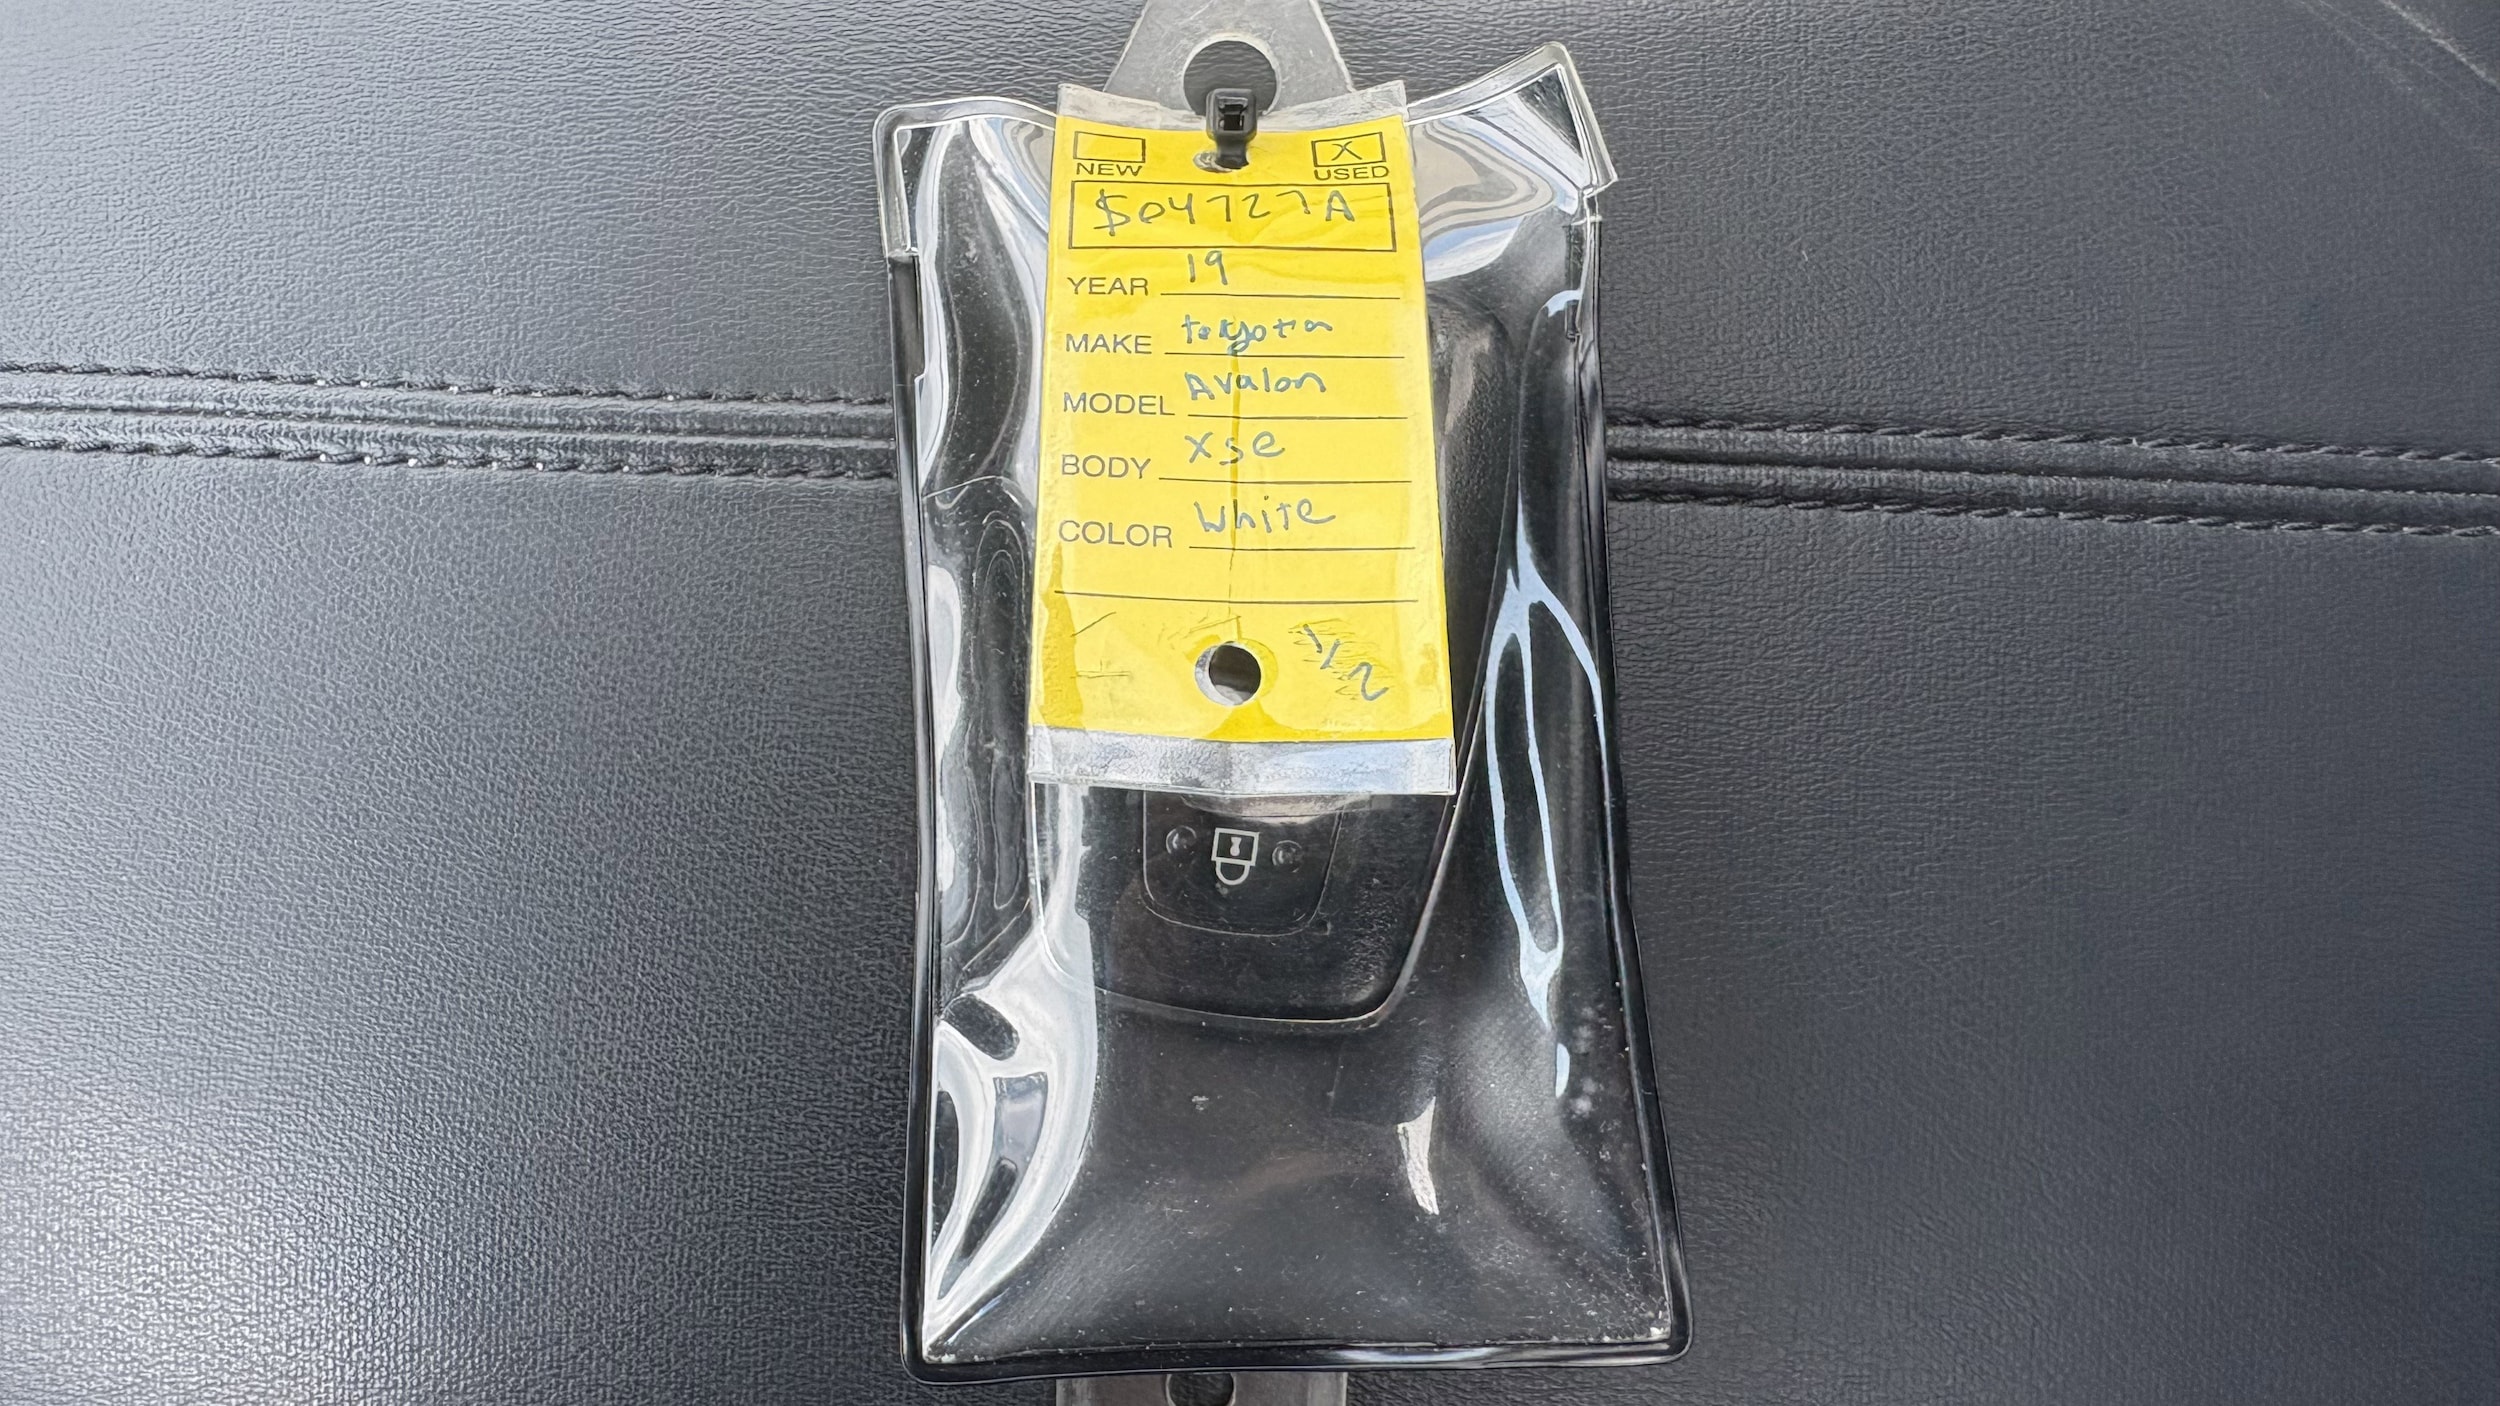 NEW X USED
$04727A
YEAR 19
MAKE toyota
MODEL Avalon
BODY xse
COLOR White
1/2